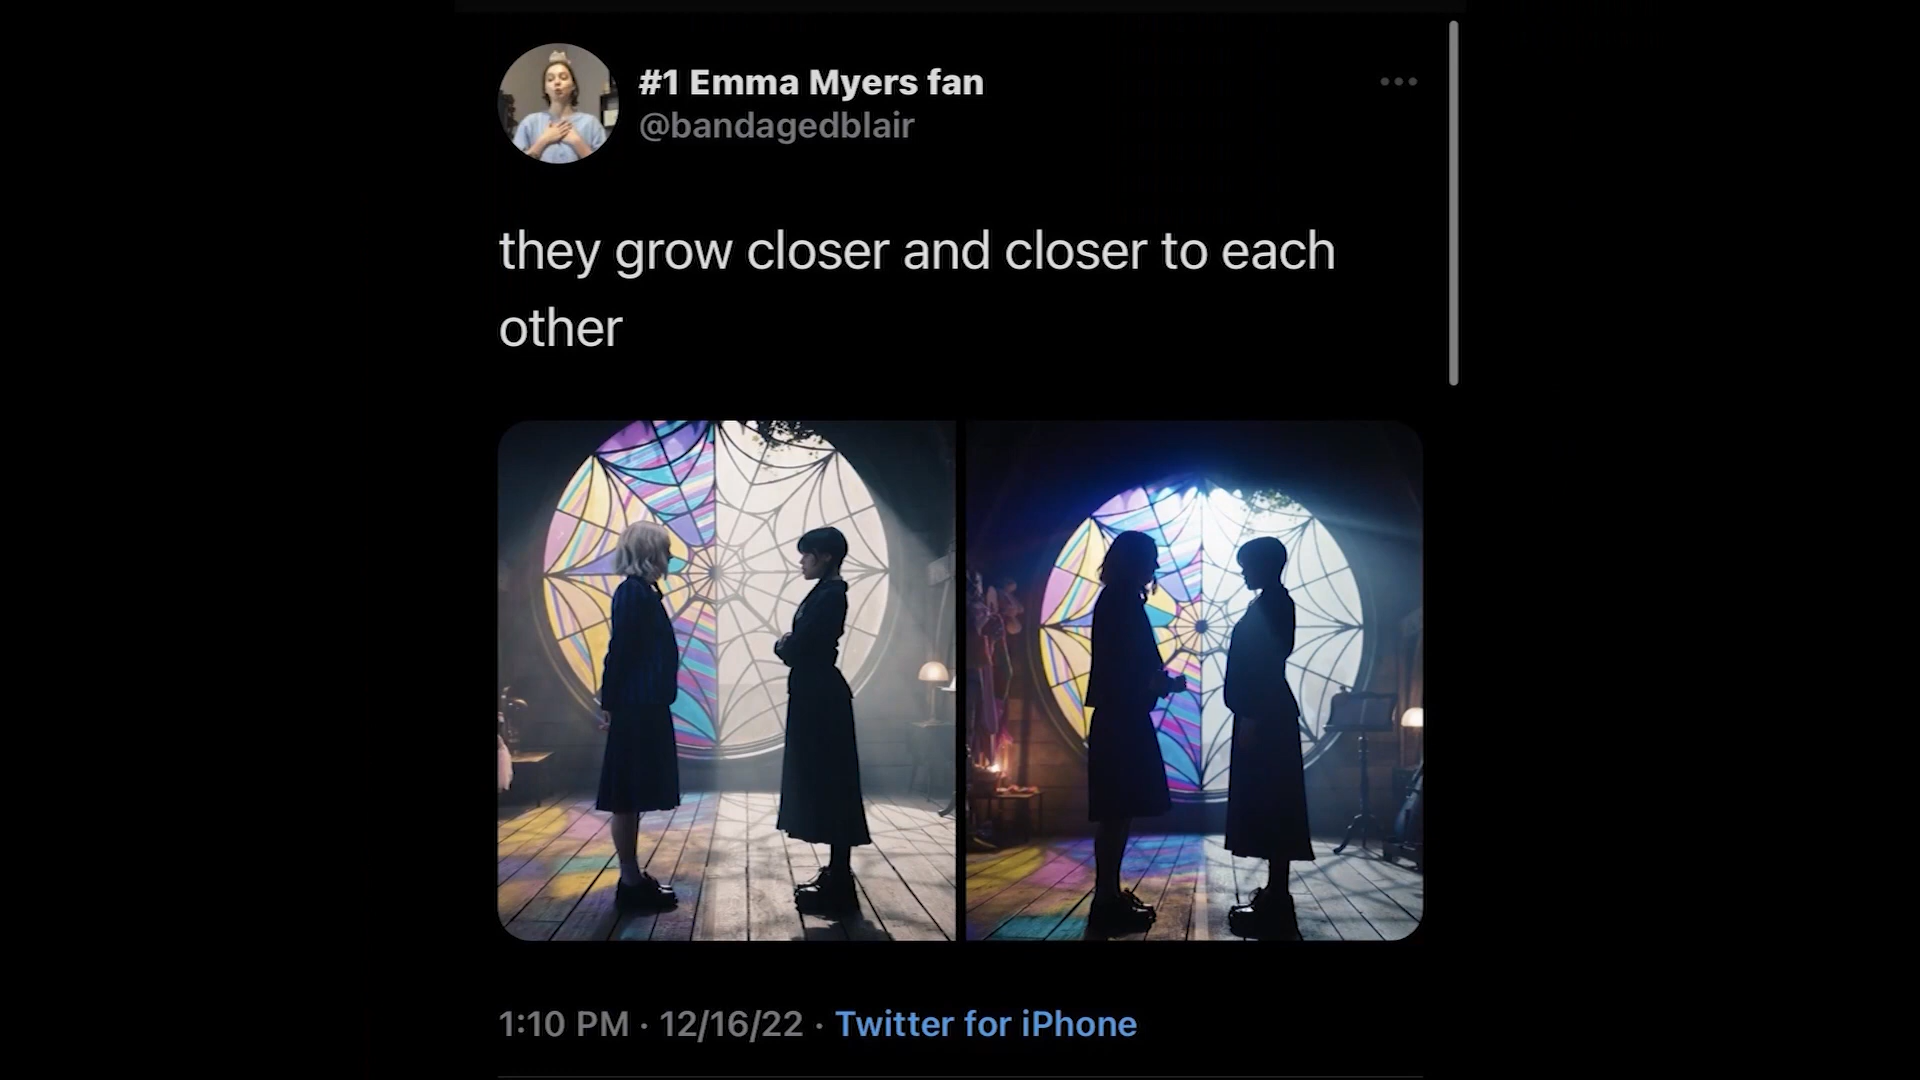 #1 Emma Myers fan
@bandagedblair
they grow closer and closer to each
other
1:10 PM · 12/16/22 · Twitter for iPhone